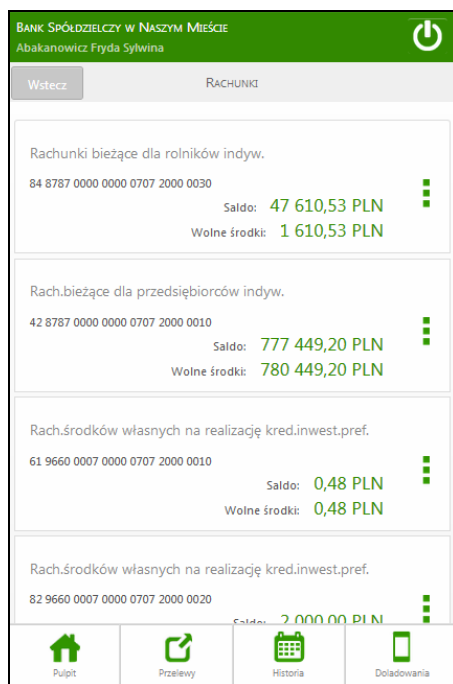 Bank Spółdzielczy w Naszym Mieście
Abakanowicz Fryda Sylwina
Wstecz
Rachunki
Rachunki bieżące dla rolników indyw.
84 8787 0000 0000 0707 2000 0030
Saldo: 47 610,53 PLN
Wolne środki: 1 610,53 PLN
Rach.bieżące dla przedsiębiorców indyw.
42 8787 0000 0000 0707 2000 0010
Saldo: 777 449,20 PLN
Wolne środki: 780 449,20 PLN
Rach.środków własnych na realizację kred.inwest.pref.
61 9660 0007 0000 0707 2000 0010
Saldo: 0,48 PLN
Wolne środki: 0,48 PLN
Rach.środków własnych na realizację kred.inwest.pref.
82 9660 0007 0000 0707 2000 0020
Saldo: 2 000,00 PLN
Pulpit Przelewy Historia Doładowania